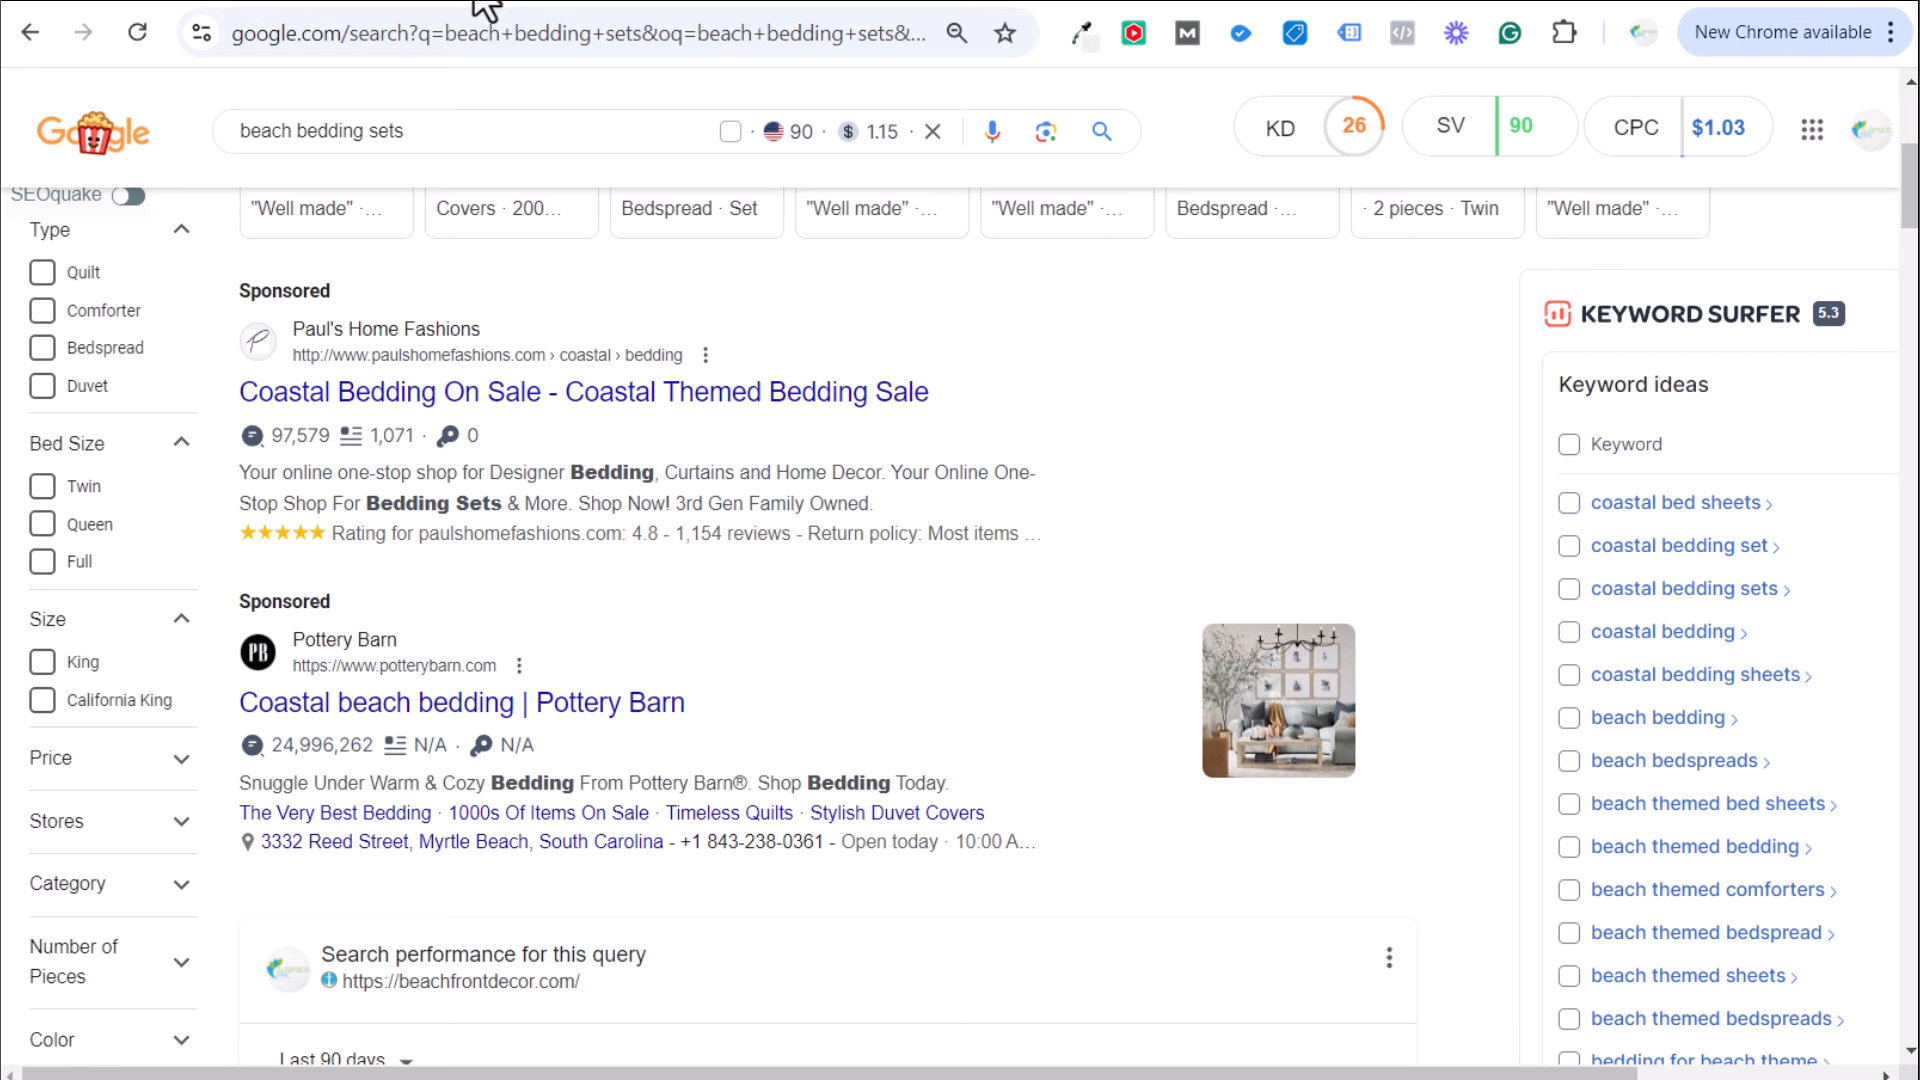 google.com/search?q=beach+bedding+sets&oq=beach+bedding+sets&...
New Chrome available
Google
beach bedding sets
90 · $ 1.15 ·
KD 26
SV 90
CPC $1.03
SEOquake
Type
Quilt
Comforter
Bedspread
Duvet
Bed Size
Twin
Queen
Full
Size
King
California King
Price
Stores
Category
Number of
Pieces
Color
"Well made" ·...
Covers · 200...
Bedspread · Set
"Well made" ·...
"Well made" ·...
Bedspread ·...
· 2 pieces · Twin
"Well made" ·...
Sponsored
Paul's Home Fashions
http://www.paulshomefashions.com › coastal › bedding
Coastal Bedding On Sale - Coastal Themed Bedding Sale
97,579 1,071 · 0
Your online one-stop shop for Designer Bedding, Curtains and Home Decor. Your Online One-
Stop Shop For Bedding Sets & More. Shop Now! 3rd Gen Family Owned.
★★★★★ Rating for paulshomefashions.com: 4.8 - 1,154 reviews - Return policy: Most items ...
Sponsored
PB
Pottery Barn
https://www.potterybarn.com
Coastal beach bedding | Pottery Barn
24,996,262 N/A · N/A
Snuggle Under Warm & Cozy Bedding From Pottery Barn®. Shop Bedding Today.
The Very Best Bedding · 1000s Of Items On Sale · Timeless Quilts · Stylish Duvet Covers
3332 Reed Street, Myrtle Beach, South Carolina - +1 843-238-0361 - Open today · 10:00 A...
Search performance for this query
https://beachfrontdecor.com/
Last 90 days
KEYWORD SURFER 5.3
Keyword ideas
Keyword
coastal bed sheets ›
coastal bedding set ›
coastal bedding sets ›
coastal bedding ›
coastal bedding sheets ›
beach bedding ›
beach bedspreads ›
beach themed bed sheets ›
beach themed bedding ›
beach themed comforters ›
beach themed bedspread ›
beach themed sheets ›
beach themed bedspreads ›
bedding for beach theme ›